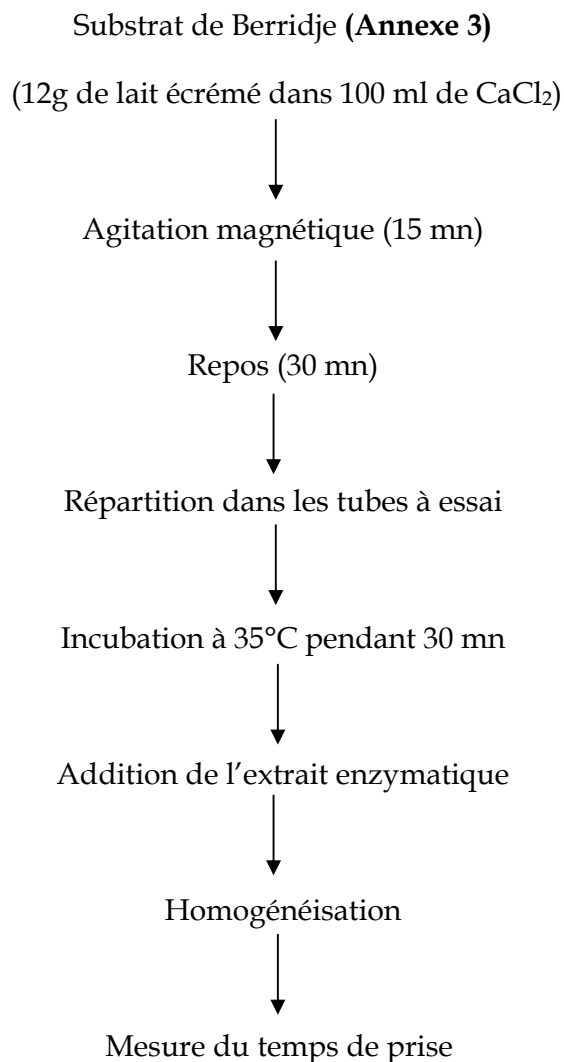 Substrat de Berridje (Annexe 3)
(12g de lait écrémé dans 100 ml de CaCl₂)
Agitation magnétique (15 mn)
Repos (30 mn)
Répartition dans les tubes à essai
Incubation à 35°C pendant 30 mn
Addition de l’extrait enzymatique
Homogénéisation
Mesure du temps de prise